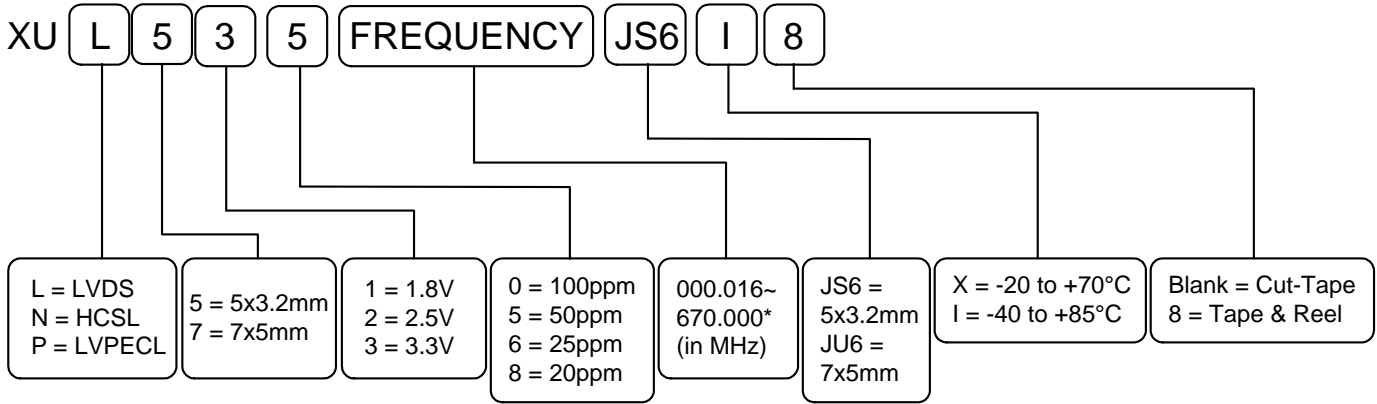 XU L 5 3 5 FREQUENCY JS6 I 8
L = LVDS
N = HCSL
P = LVPECL
5 = 5x3.2mm
7 = 7x5mm
1 = 1.8V
2 = 2.5V
3 = 3.3V
0 = 100ppm
5 = 50ppm
6 = 25ppm
8 = 20ppm
000.016~
670.000*
(in MHz)
JS6 =
5x3.2mm
JU6 =
7x5mm
X = -20 to +70°C
I = -40 to +85°C
Blank = Cut-Tape
8 = Tape & Reel